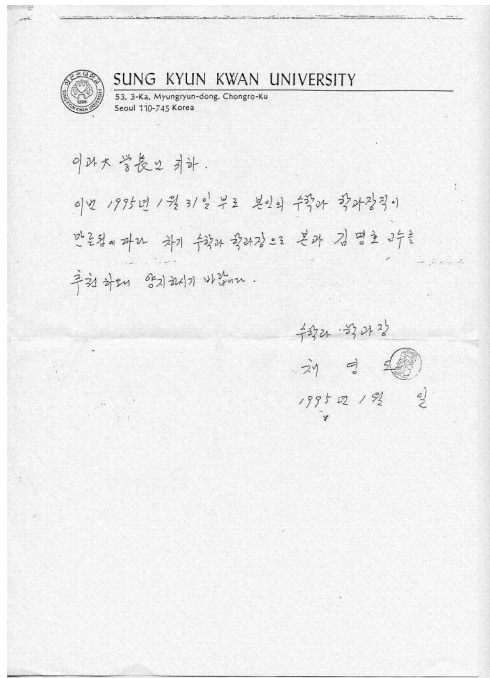 SUNG KYUN KWAN UNIVERSITY
53, 3-Ka, Myungryun-dong, Chongro-Ku
Seoul 110-745 Korea
이과大 學長님 귀하.
이번 1995년 1월 31일 부로 본인의 수학과 학과장직이
만료됨에 따라 차기 수학과 학과장으로 본과 김명호 교수를
추천하오니 양지하시기 바랍니다.
수학과 학과장
채 영 도
1995년 1월 일